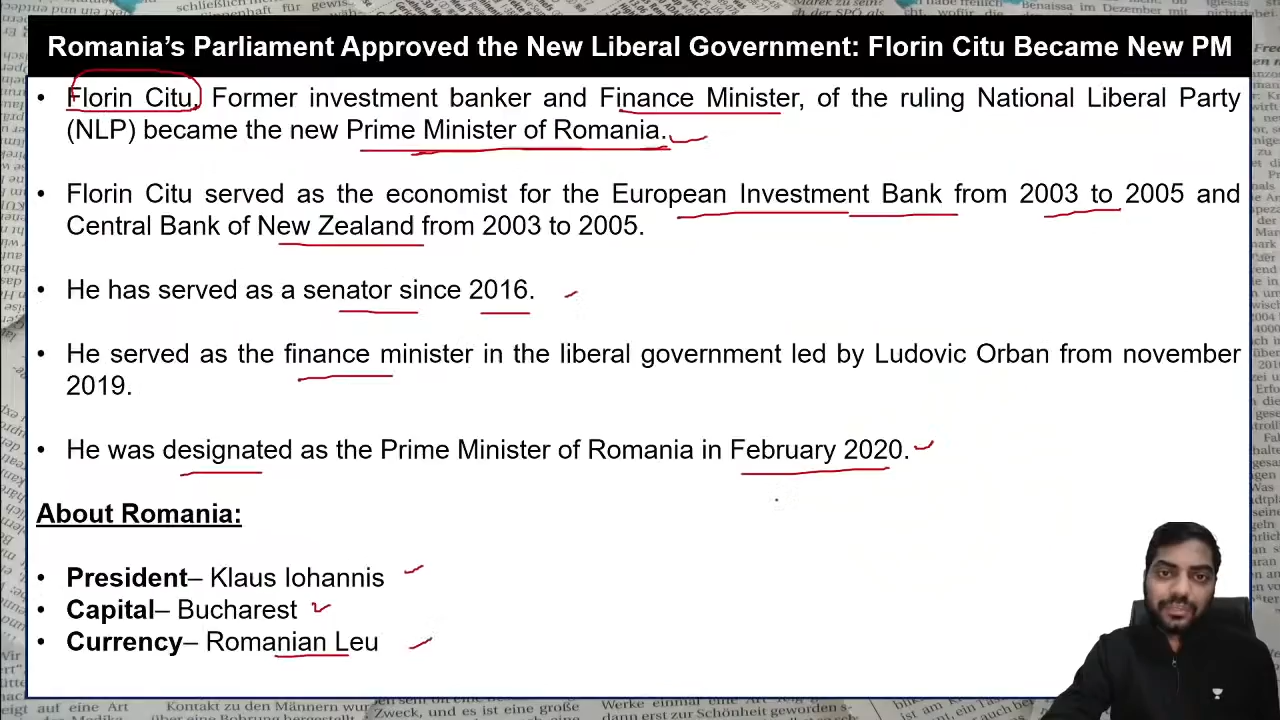 Romania's Parliament Approved the New Liberal Government: Florin Citu Became New PM
• Florin Citu, Former investment banker and Finance Minister, of the ruling National Liberal Party
(NLP) became the new Prime Minister of Romania.
• Florin Citu served as the economist for the European Investment Bank from 2003 to 2005 and
Central Bank of New Zealand from 2003 to 2005.
• He has served as a senator since 2016.
• He served as the finance minister in the liberal government led by Ludovic Orban from november
2019.
• He was designated as the Prime Minister of Romania in February 2020.
About Romania:
• President– Klaus Iohannis
• Capital– Bucharest
• Currency– Romanian Leu